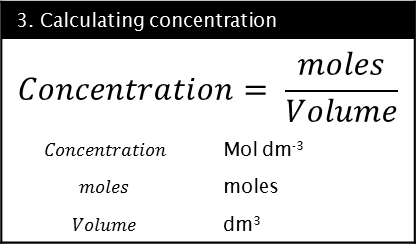 3. Calculating concentration
Concentration = moles / Volume
Concentration Mol dm⁻³
moles moles
Volume dm³